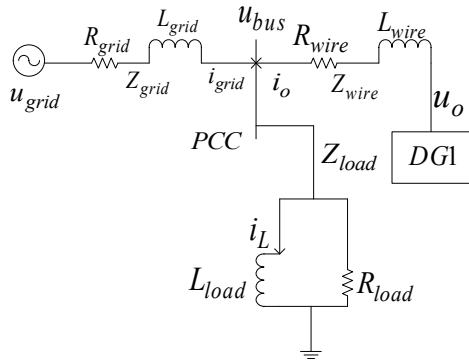 L_grid
u_bus
L_wire
R_grid
R_wire
Z_grid
i_grid
i_o
Z_wire
u_grid
u_o
PCC
DG1
Z_load
i_L
L_load
R_load